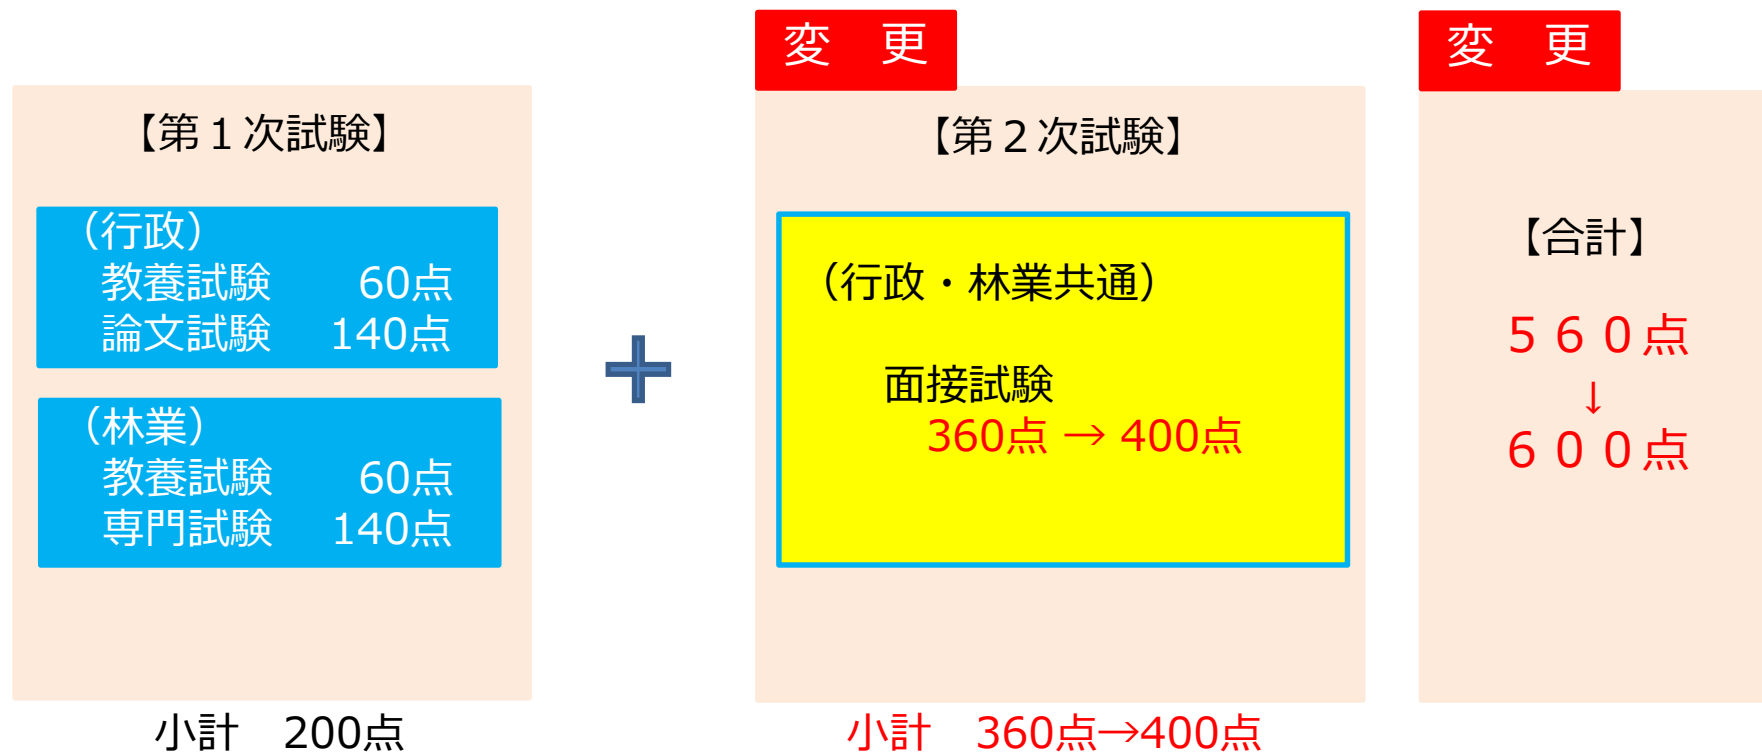 【第１次試験】
（行政）
教養試験　60点
論文試験　140点
（林業）
教養試験　60点
専門試験　140点
小計　200点
変　更
【第２次試験】
（行政・林業共通）
面接試験
360点 → 400点
小計　360点→400点
変　更
【合計】
５６０点
↓
６００点